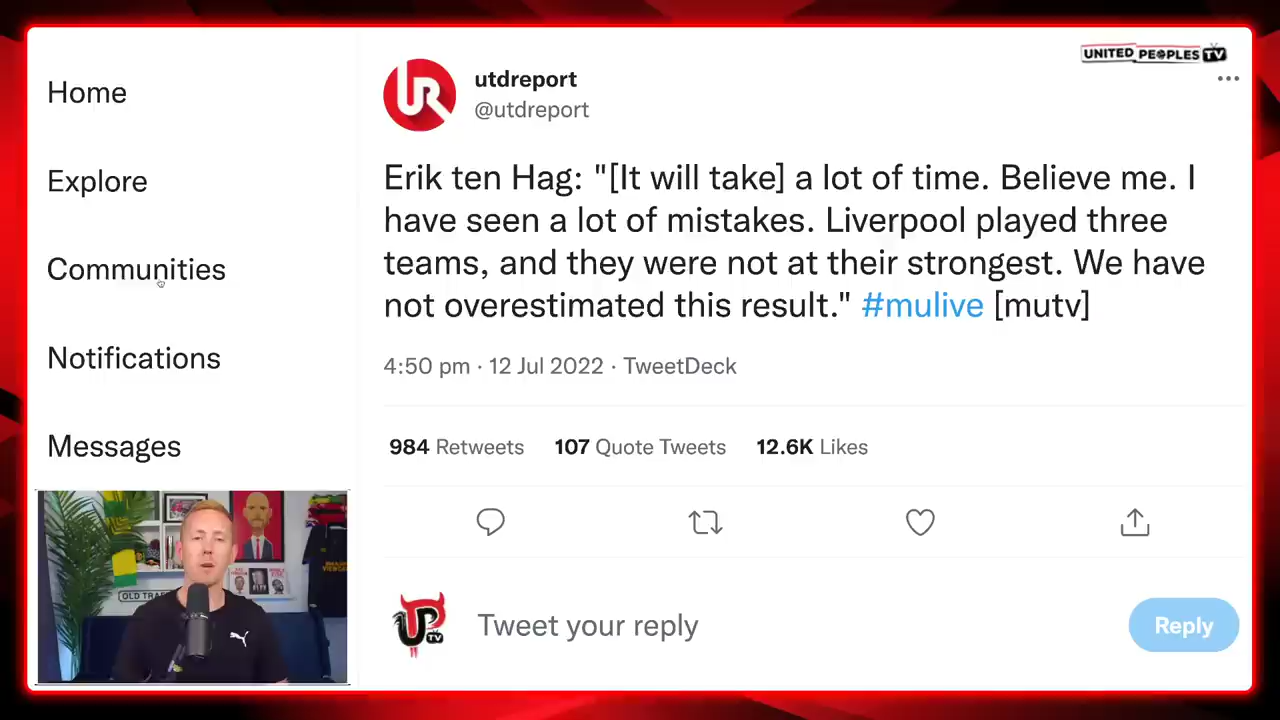 Home
Explore
Communities
Notifications
Messages
UNITED PEOPLES TV
utdreport
@utdreport
Erik ten Hag: "[It will take] a lot of time. Believe me. I
have seen a lot of mistakes. Liverpool played three
teams, and they were not at their strongest. We have
not overestimated this result." #mulive [mutv]
4:50 pm · 12 Jul 2022 · TweetDeck
984 Retweets 107 Quote Tweets 12.6K Likes
Tweet your reply
Reply
OLD TRAF